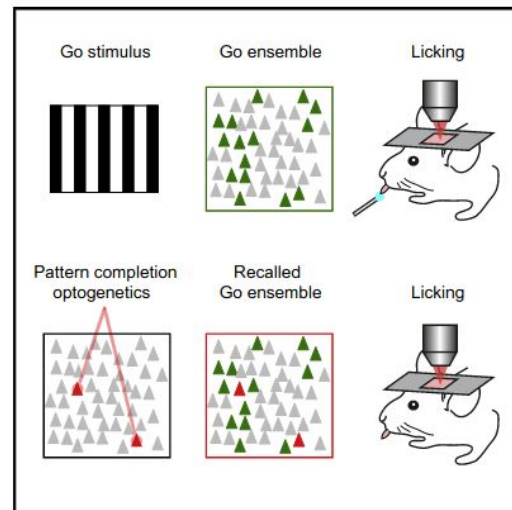 Go stimulus
Go ensemble
Licking
Pattern completion
optogenetics
Recalled
Go ensemble
Licking